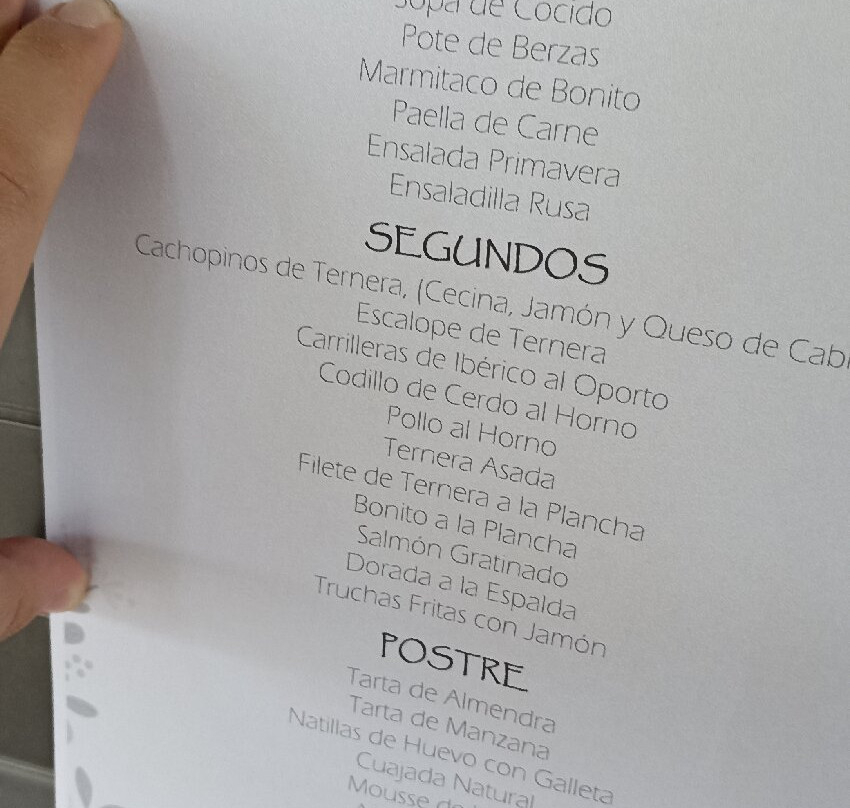 Sopa de Cocido
Pote de Berzas
Marmitaco de Bonito
Paella de Carne
Ensalada Primavera
Ensaladilla Rusa
SEGUNDOS
Cachopinos de Ternera, (Cecina, Jamón y Queso de
Escalope de Ternera
Carrilleras de Ibérico al Oporto
Codillo de Cerdo al Horno
Pollo al Horno
Ternera Asada
Filete de Ternera a la Plancha
Bonito a la Plancha
Salmón Gratinado
Dorada a la Espalda
Truchas Fritas con Jamón
POSTRE
Tarta de Almendra
Tarta de Manzana
Natillas de Huevo con Galleta
Cuajada Natural
Mousse